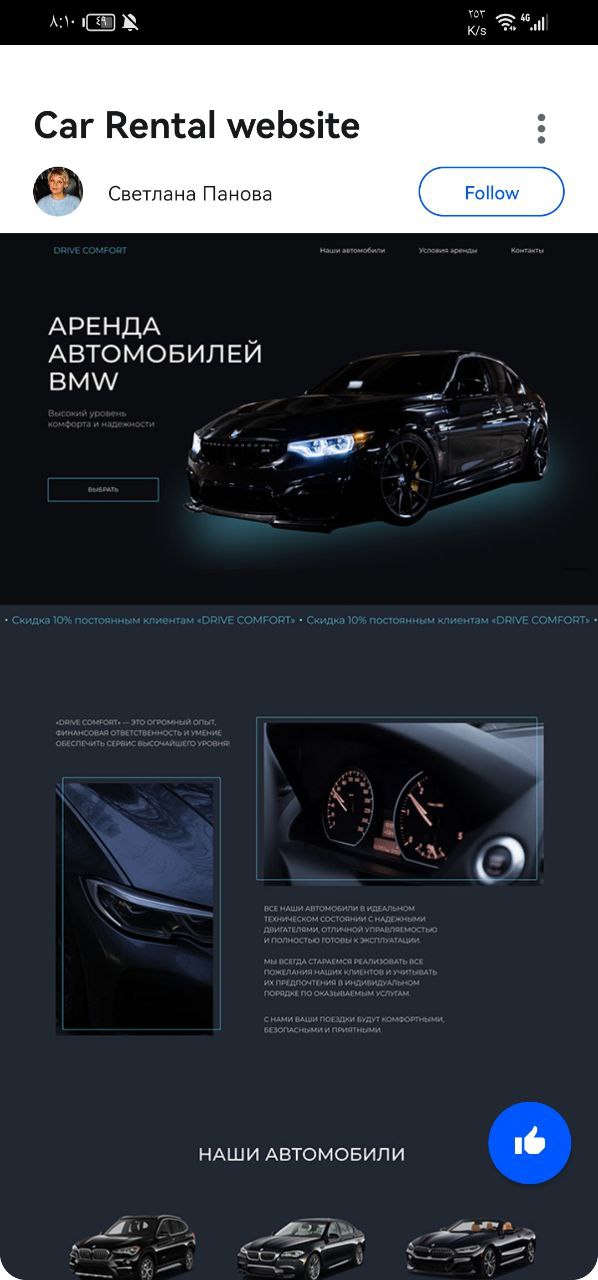 ٨:١٠
٤٩
٢٥٣
K/s
4G
Car Rental website
Светлана Панова
Follow
DRIVE COMFORT
Наши автомобили
Условия аренды
Контакты
АРЕНДА
АВТОМОБИЛЕЙ
BMW
Высокий уровень
комфорта и надежности
ВЫБРАТЬ
• Скидка 10% постоянным клиентам «DRIVE COMFORT» • Скидка 10% постоянным клиентам «DRIVE COMFORT» •
«DRIVE COMFORT» — ЭТО ОГРОМНЫЙ ОПЫТ,
ФИНАНСОВАЯ ОТВЕТСТВЕННОСТЬ И УМЕНИЕ
ОБЕСПЕЧИТЬ СЕРВИС ВЫСОЧАЙШЕГО УРОВНЯ!
ВСЕ НАШИ АВТОМОБИЛИ В ИДЕАЛЬНОМ
ТЕХНИЧЕСКОМ СОСТОЯНИИ С НАДЕЖНЫМИ
ДВИГАТЕЛЯМИ, ОТЛИЧНОЙ УПРАВЛЯЕМОСТЬЮ
И ПОЛНОСТЬЮ ГОТОВЫ К ЭКСПЛУАТАЦИИ.
МЫ ВСЕГДА СТАРАЕМСЯ РЕАЛИЗОВАТЬ ВСЕ
ПОЖЕЛАНИЯ НАШИХ КЛИЕНТОВ И УЧИТЫВАТЬ
ИХ ПРЕДПОЧТЕНИЯ В ИНДИВИДУАЛЬНОМ
ПОРЯДКЕ ПО ОКАЗЫВАЕМЫМ УСЛУГАМ.
С НАМИ ВАШИ ПОЕЗДКИ БУДУТ КОМФОРТНЫМИ,
БЕЗОПАСНЫМИ И ПРИЯТНЫМИ.
НАШИ АВТОМОБИЛИ